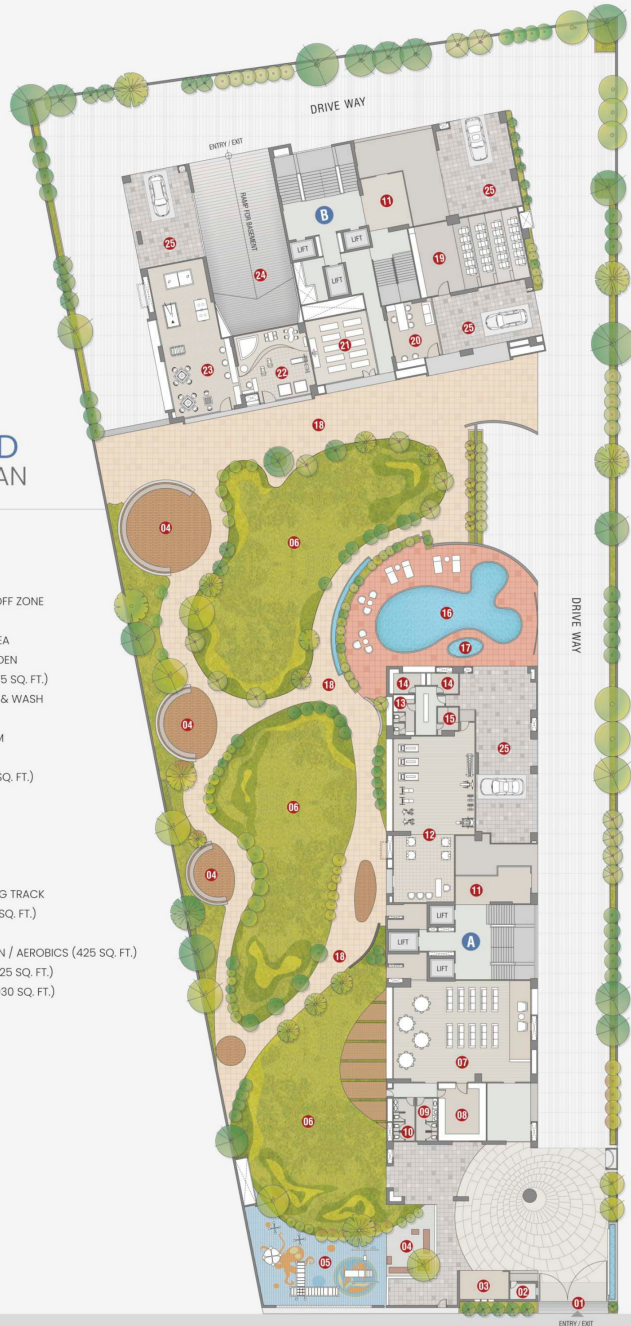 DRIVE WAY
ENTRY / EXIT
RAMP FOR BASEMENT
B
11
25
25
LIFT
LIFT
LIFT
19
24
25
20
21
22
23
18
D
AN
04
06
OFF ZONE
EA
DEN
75 SQ. FT.)
& WASH
M
SQ. FT.)
G TRACK
SQ. FT.)
N / AEROBICS (425 SQ. FT.)
25 SQ. FT.)
30 SQ. FT.)
16
17
DRIVE WAY
18
14
14
13
15
04
25
06
12
04
11
LIFT
LIFT
LIFT
A
18
07
09
08
10
06
04
05
03
02
01
ENTRY / EXIT